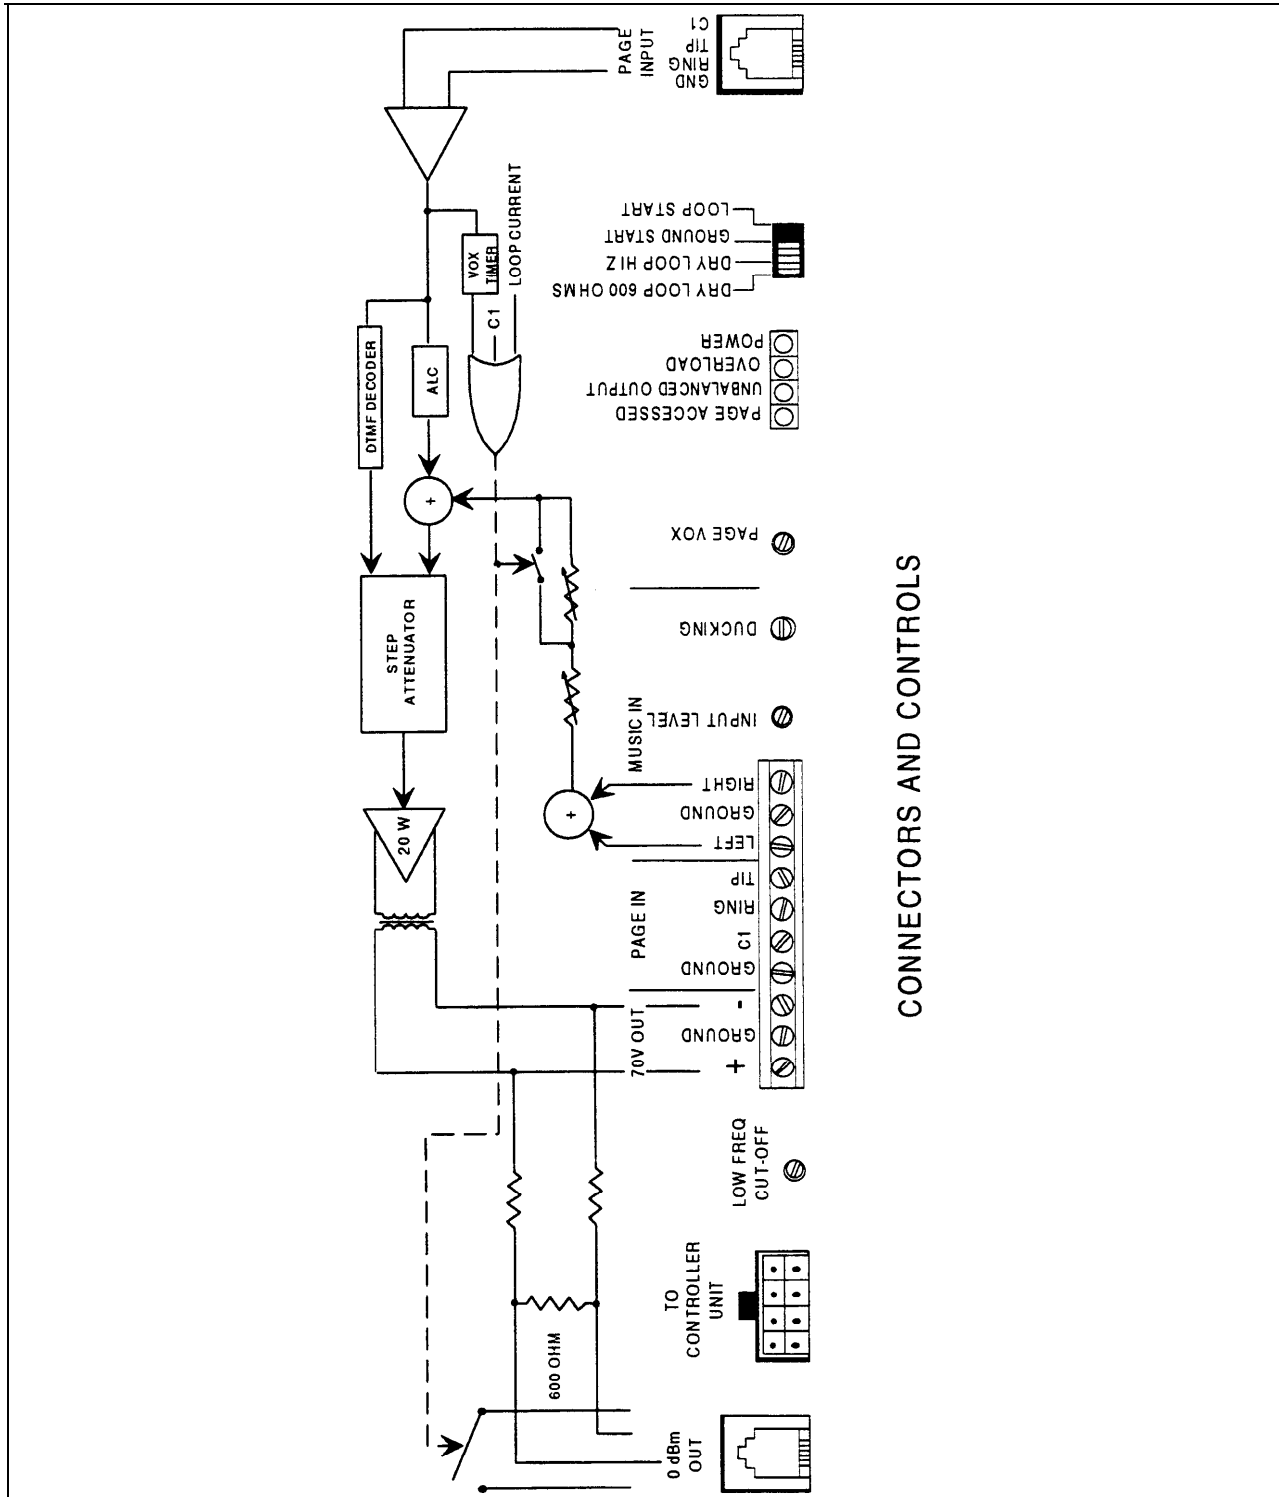 PAGE
INPUT
C1
TIP
RING
GND
VOX
TIMER
LOOP CURRENT
C1
DTMF DECODER
ALC
+
STEP
ATTENUATOR
20 W
+
LOOP START
GROUND START
DRY LOOP HI Z
DRY LOOP 600 OHMS
POWER
OVERLOAD
UNBALANCED OUTPUT
PAGE ACCESSED
PAGE VOX
DUCKING
INPUT LEVEL
MUSIC IN
RIGHT
GROUND
LEFT
PAGE IN
TIP
RING
C1
GROUND
70V OUT
-
GROUND
+
LOW FREQ
CUT-OFF
TO
CONTROLLER
UNIT
600 OHM
0 dBm
OUT
CONNECTORS AND CONTROLS